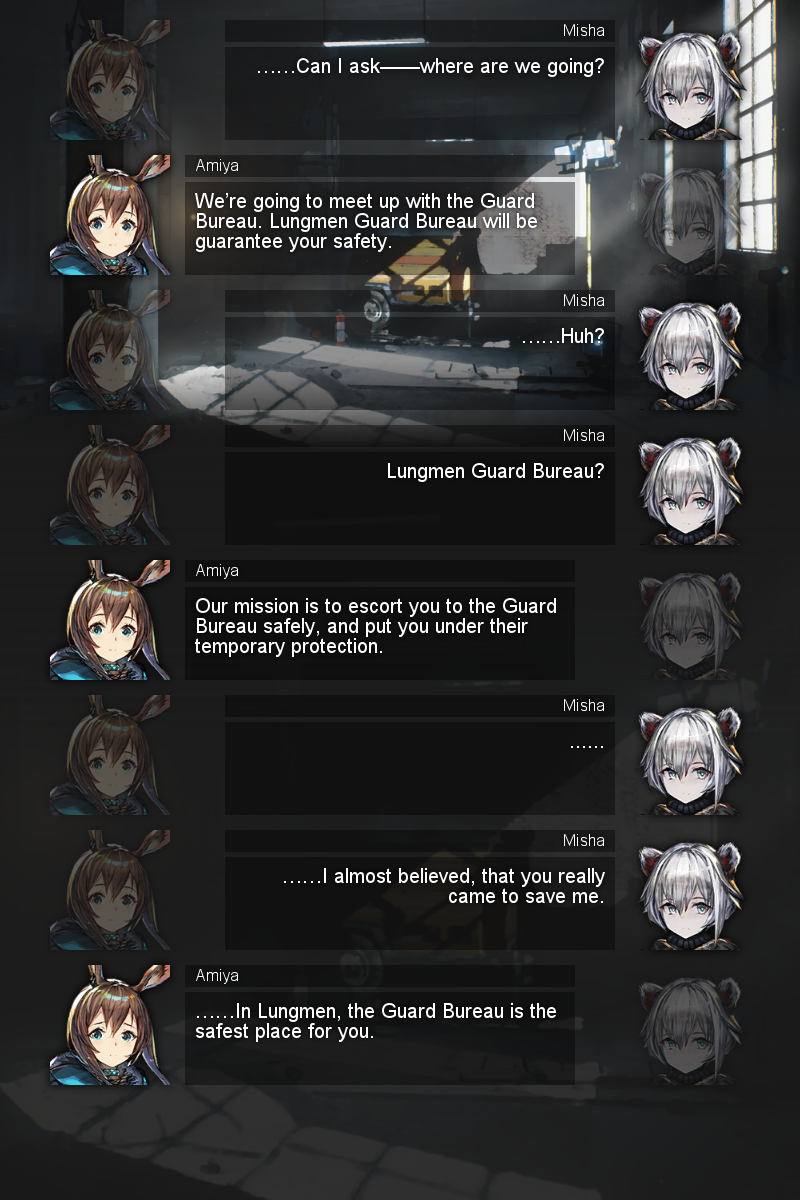 Misha
……Can I ask——where are we going?
Amiya
We’re going to meet up with the Guard
Bureau. Lungmen Guard Bureau will be
guarantee your safety.
Misha
……Huh?
Misha
Lungmen Guard Bureau?
Amiya
Our mission is to escort you to the Guard
Bureau safely, and put you under their
temporary protection.
Misha
……
Misha
……I almost believed, that you really
came to save me.
Amiya
……In Lungmen, the Guard Bureau is the
safest place for you.